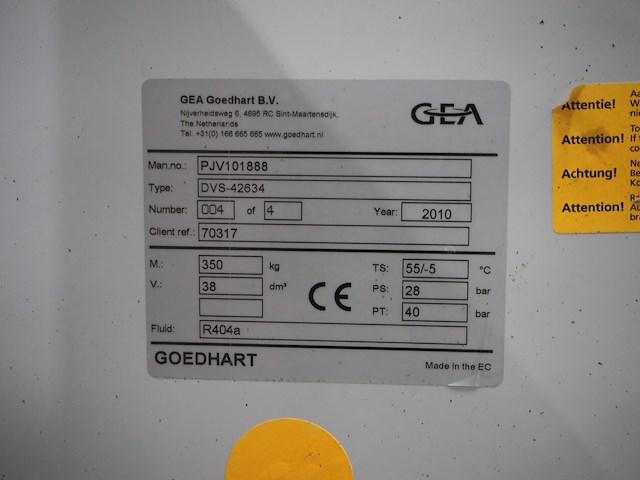 GEA Goedhart B.V.
Nijverheidsweg 6, 4695 RC Sint-Maartensdijk,
The Netherlands
Tel: +31(0) 166 665 665 www.goedhart.nl
GEA
Man.no.: PJV101888
Type: DVS-42634
Number: 004 of 4 Year: 2010
Client ref.: 70317
M.: 350 kg TS: 55/-5 °C
V.: 38 dm³ CE PS: 28 bar
PT: 40 bar
Fluid: R404a
GOEDHART
Made in the EC
Attentie!
Attention!
Achtung!
Attention!